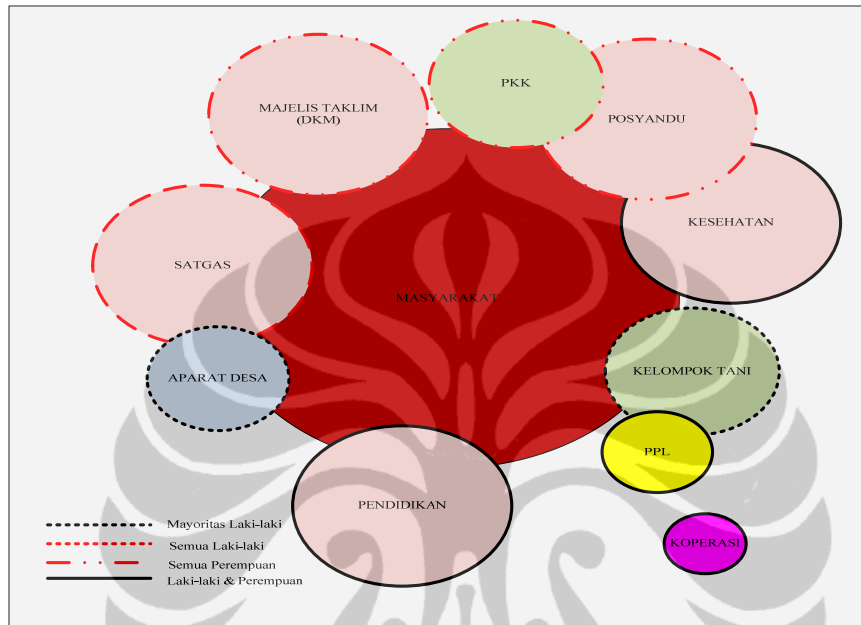 PKK
MAJELIS TAKLIM
(DKM)
POSYANDU
KESEHATAN
SATGAS
MASYARAKAT
APARAT DESA
KELOMPOK TANI
PPL
PENDIDIKAN
KOPERASI
Mayoritas Laki-laki
Semua Laki-laki
Semua Perempuan
Laki-laki & Perempuan